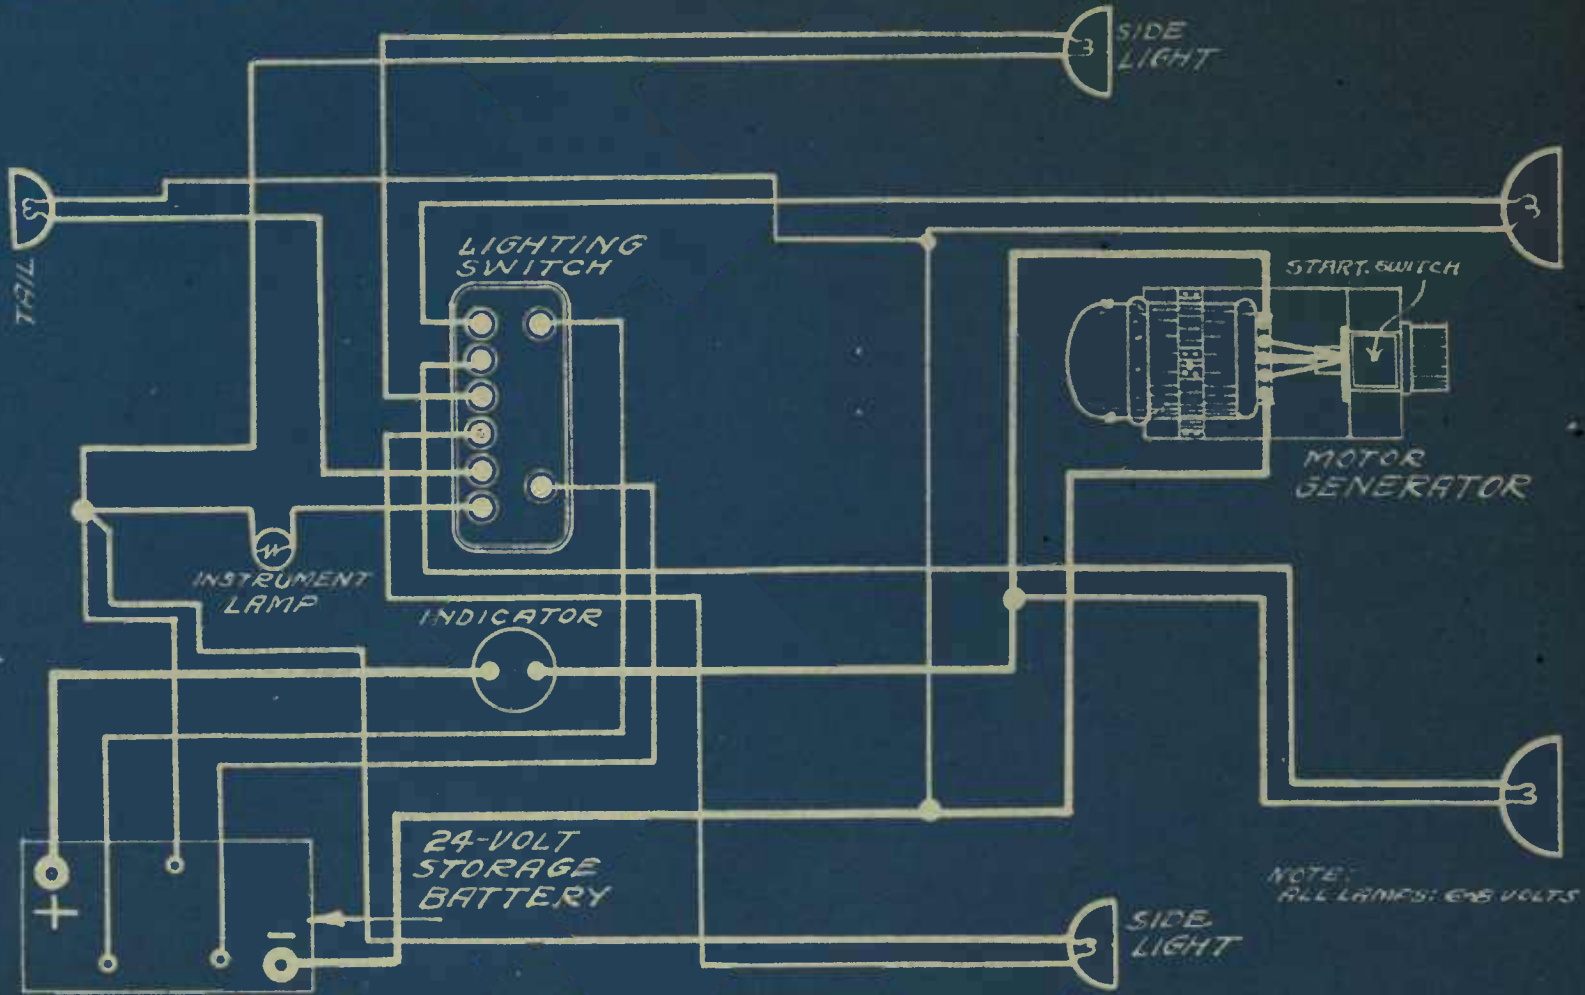 SIDE
LIGHT
TAIL
LIGHTING
SWITCH
START. SWITCH
MOTOR
GENERATOR
INSTRUMENT
LAMP
INDICATOR
24-VOLT
STORAGE
BATTERY
+
-
NOTE:
ALL LAMPS: 6-8 VOLTS
SIDE
LIGHT